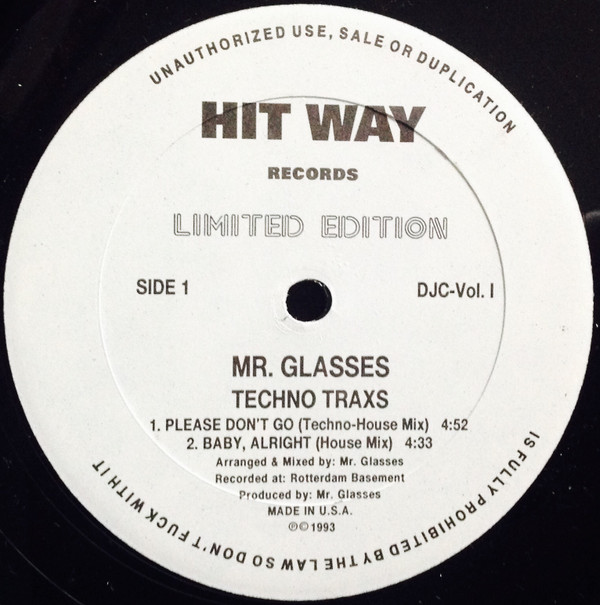 UNAUTHORIZED USE, SALE OR DUPLICATION
HIT WAY
RECORDS
LIMITED EDITION
SIDE 1
DJC-Vol. I
MR. GLASSES
TECHNO TRAXS
1. PLEASE DON'T GO (Techno-House Mix) 4:52
2. BABY, ALRIGHT (House Mix) 4:33
Arranged & Mixed by: Mr. Glasses
Recorded at: Rotterdam Basement
Produced by: Mr. Glasses
MADE IN U.S.A.
℗© 1993
IS FULLY PROHIBITED BY THE LAW SO DON'T FUCK WITH IT